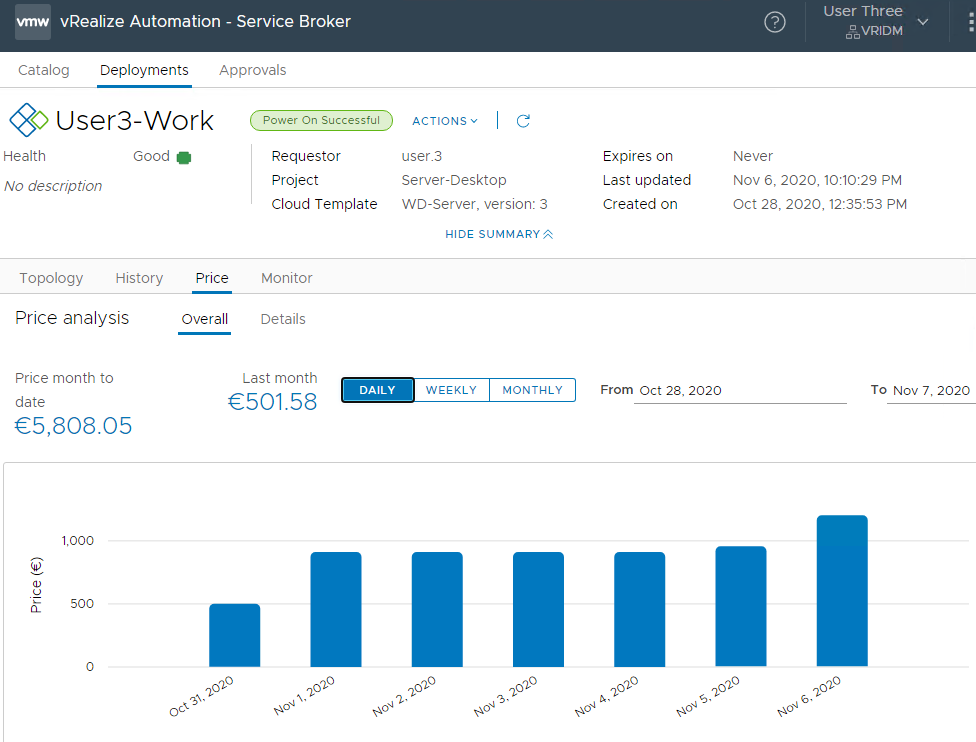 vmw vRealize Automation - Service Broker
User Three
VRIDM
Catalog Deployments Approvals
User3-Work Power On Successful ACTIONS
Health Good Requestor user.3 Expires on Never
No description Project Server-Desktop Last updated Nov 6, 2020, 10:10:29 PM
Cloud Template WD-Server, version: 3 Created on Oct 28, 2020, 12:35:53 PM
HIDE SUMMARY
Topology History Price Monitor
Price analysis Overall Details
Price month to date
€5,808.05
Last month
€501.58
DAILY WEEKLY MONTHLY From Oct 28, 2020 To Nov 7, 2020
Price (€)
1,000
500
0
Oct 31, 2020 Nov 1, 2020 Nov 2, 2020 Nov 3, 2020 Nov 4, 2020 Nov 5, 2020 Nov 6, 2020